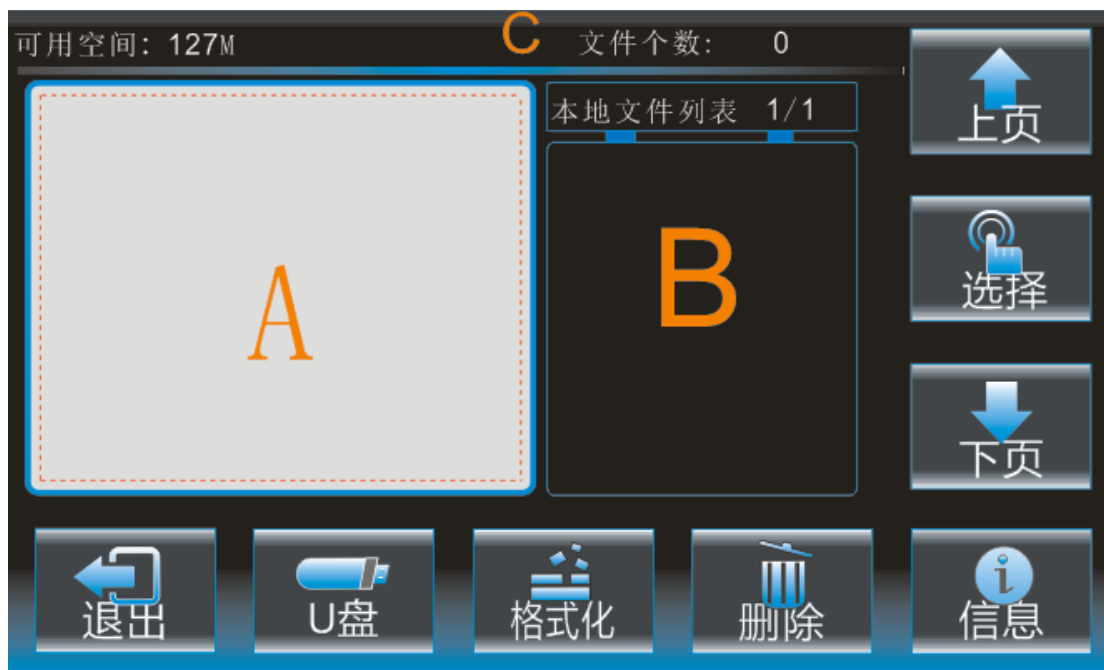 可用空间: 127M C 文件个数: 0
上页
本地文件列表 1/1
A
B
选择
下页
退出
U盘
格式化
删除
信息